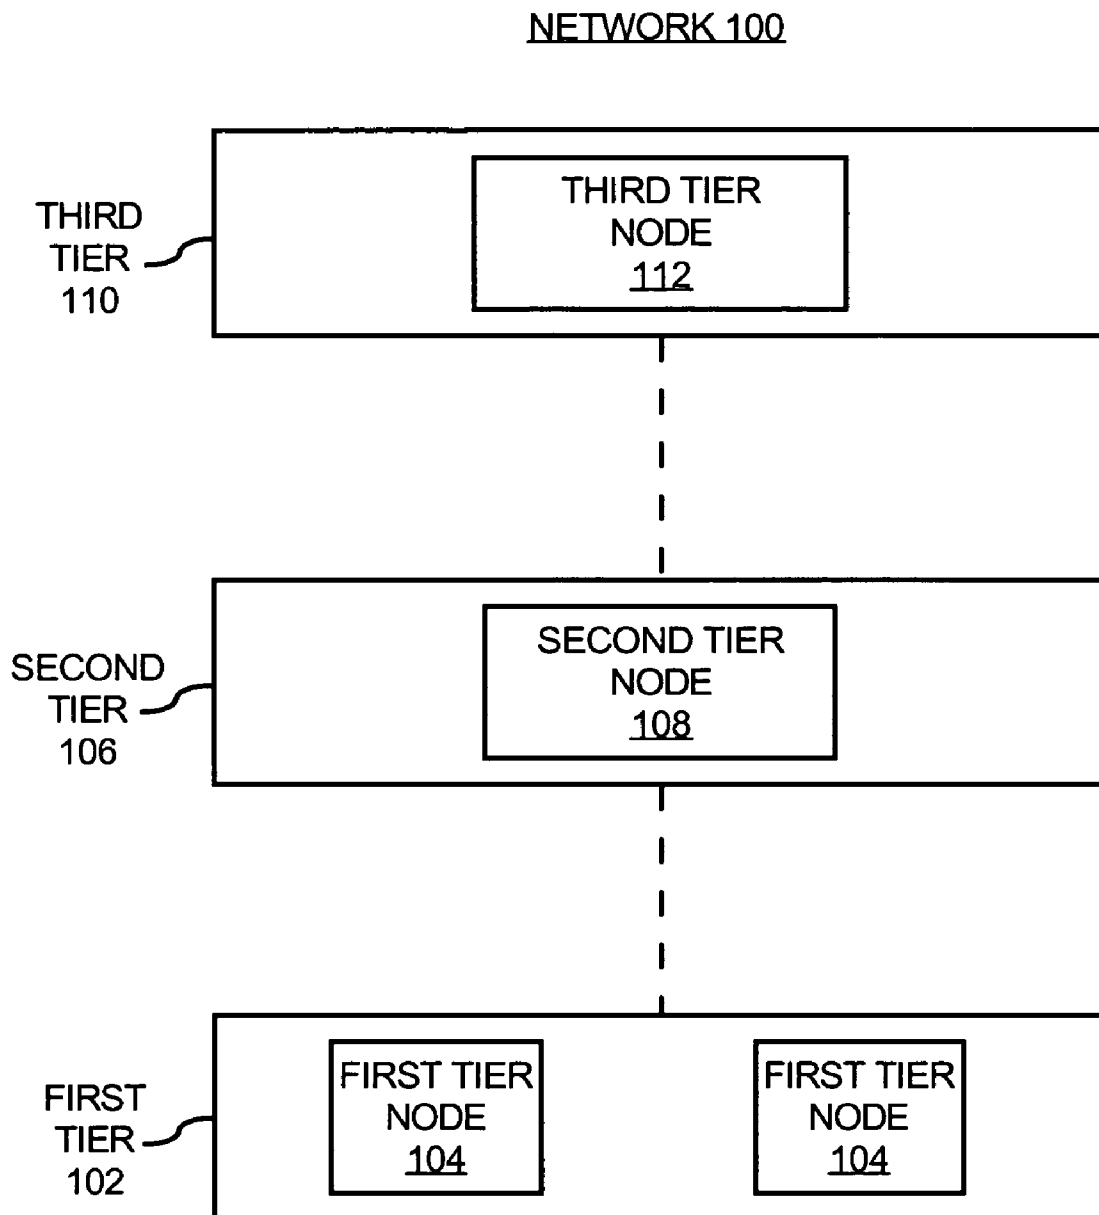 NETWORK 100
THIRD TIER
NODE
112
THIRD
TIER
110
SECOND TIER
NODE
108
SECOND
TIER
106
FIRST TIER
NODE
104
FIRST TIER
NODE
104
FIRST
TIER
102